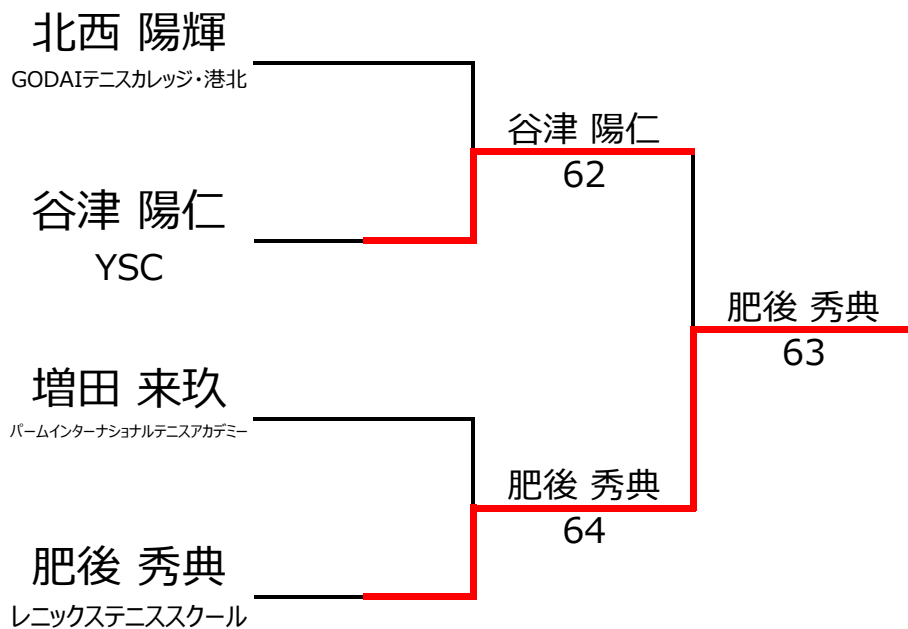 北西 陽輝
GODAIテニスカレッジ・港北
谷津 陽仁
62
谷津 陽仁
YSC
肥後 秀典
63
増田 来玖
パームインターナショナルテニスアカデミー
肥後 秀典
64
肥後 秀典
レニックステニススクール